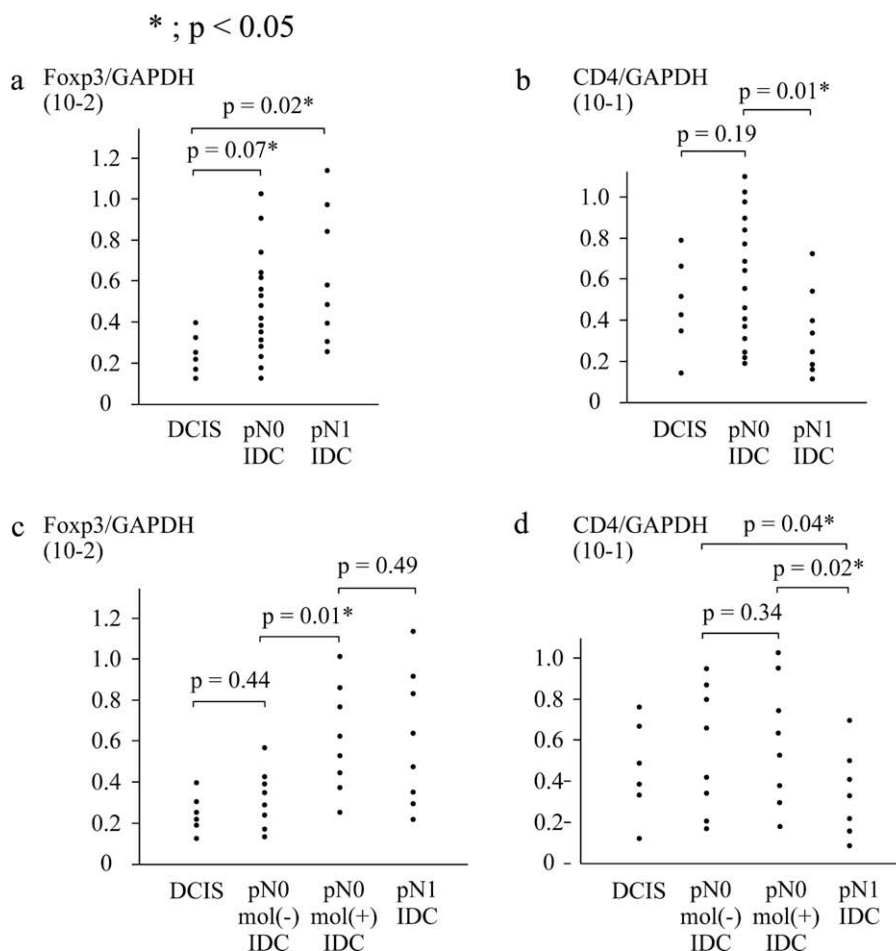 * ; p < 0.05
a
Foxp3/GAPDH
(10-2)
p = 0.02*
p = 0.07*
1.2
1.0
0.8
0.6
0.4
0.2
0
DCIS
pN0
IDC
pN1
IDC
b
CD4/GAPDH
(10-1)
p = 0.01*
p = 0.19
1.0
0.8
0.6
0.4
0.2
0
DCIS
pN0
IDC
pN1
IDC
c
Foxp3/GAPDH
(10-2)
p = 0.49
p = 0.01*
p = 0.44
1.2
1.0
0.8
0.6
0.4
0.2
0
DCIS
pN0
mol(-)
IDC
pN0
mol(+)
IDC
pN1
IDC
d
CD4/GAPDH
(10-1)
p = 0.04*
p = 0.02*
p = 0.34
1.0
0.8
0.6
0.4
0.2
0
DCIS
pN0
mol(-)
IDC
pN0
mol(+)
IDC
pN1
IDC